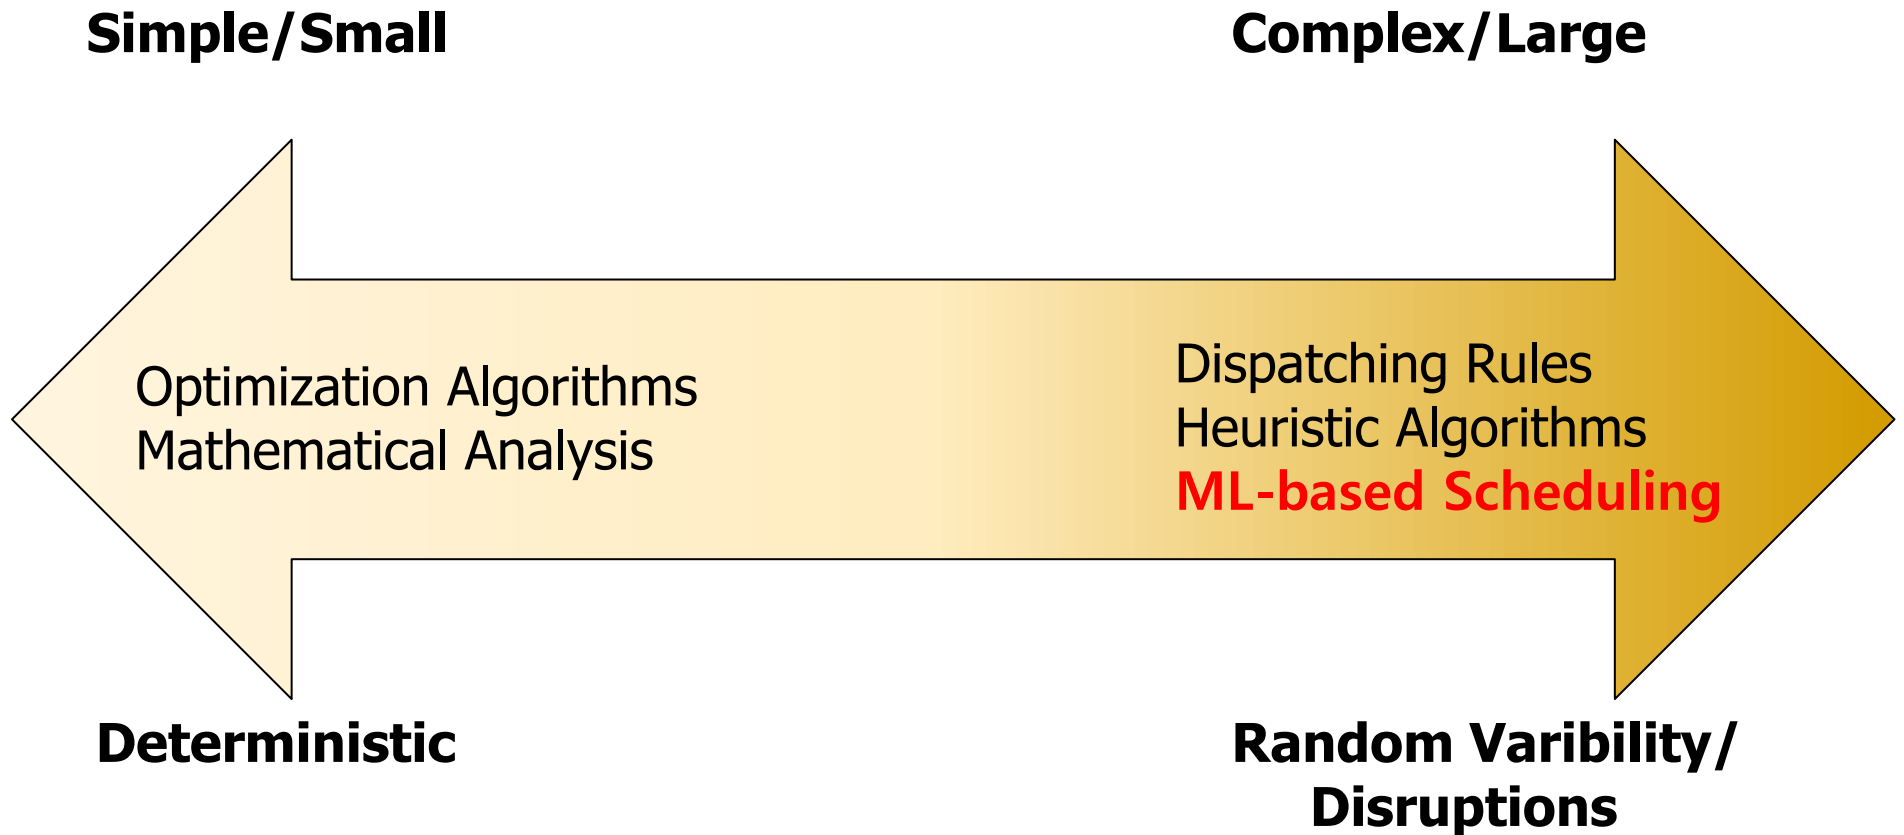 Simple/Small
Complex/Large
Optimization Algorithms
Mathematical Analysis
Dispatching Rules
Heuristic Algorithms
ML-based Scheduling
Deterministic
Random Varibility/
Disruptions